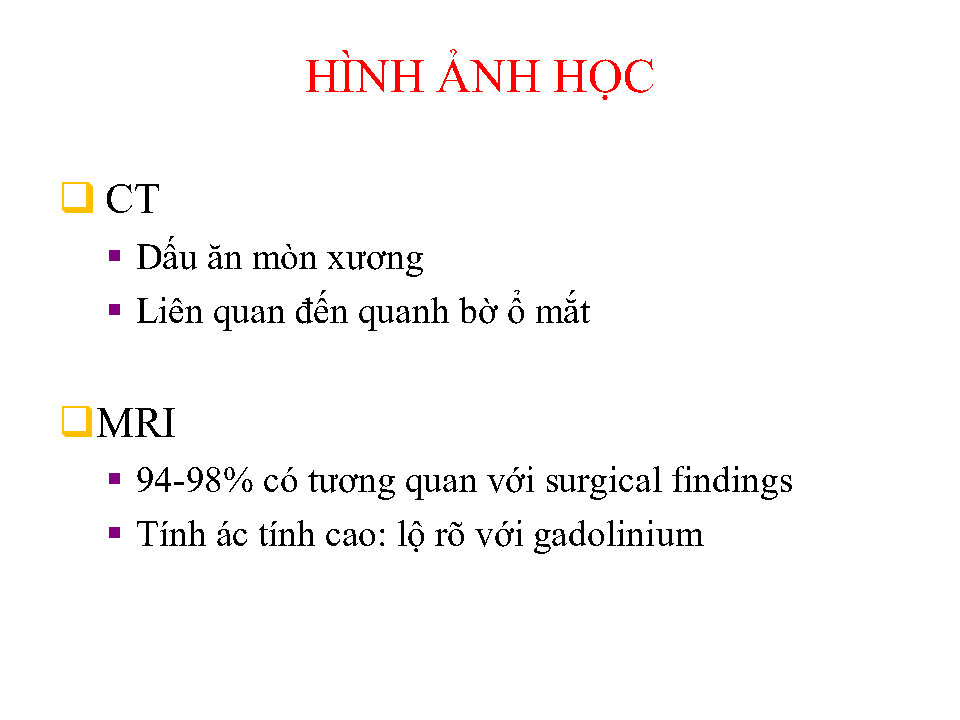 HÌNH ẢNH HỌC
CT
Dấu ăn mòn xương
Liên quan đến quanh bờ ổ mắt
MRI
94-98% có tương quan với surgical findings
Tính ác tính cao: lộ rõ với gadolinium